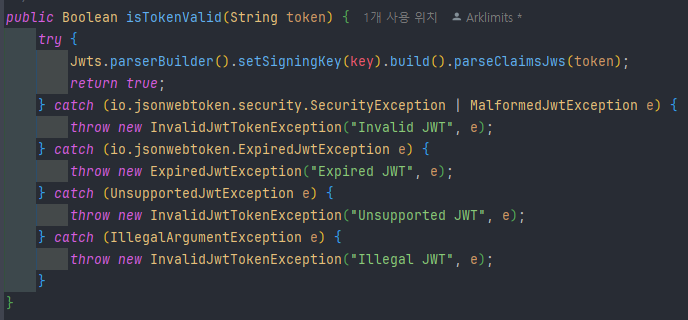 public Boolean isTokenValid(String token) { 1개 사용 위치 Arklimits *
try {
Jwts.parserBuilder().setSigningKey(key).build().parseClaimsJws(token);
return true;
} catch (io.jsonwebtoken.security.SecurityException | MalformedJwtException e) {
throw new InvalidJwtTokenException("Invalid JWT", e);
} catch (io.jsonwebtoken.ExpiredJwtException e) {
throw new ExpiredJwtException("Expired JWT", e);
} catch (UnsupportedJwtException e) {
throw new InvalidJwtTokenException("Unsupported JWT", e);
} catch (IllegalArgumentException e) {
throw new InvalidJwtTokenException("Illegal JWT", e);
}
}